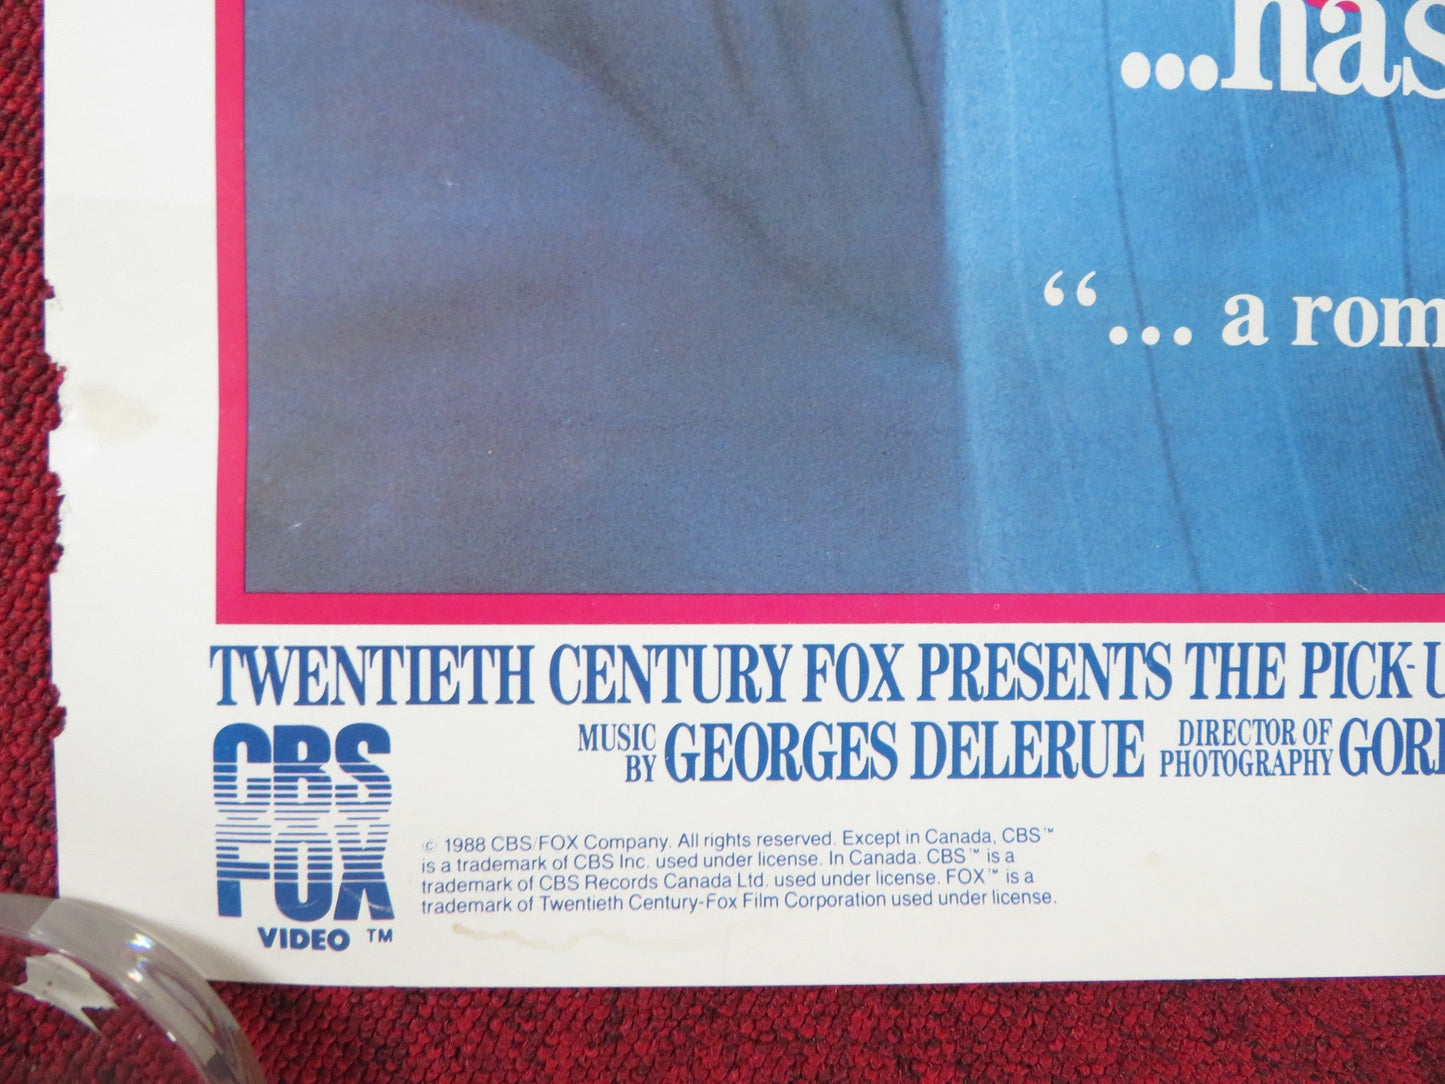 ...has
“... a rom
TWENTIETH CENTURY FOX PRESENTS THE PICK-U
MUSIC BY GEORGES DELERUE DIRECTOR OF PHOTOGRAPHY GORD
CBS
FOX
VIDEO ™
© 1988 CBS/FOX Company. All rights reserved. Except in Canada, CBS™
is a trademark of CBS Inc. used under license. In Canada. CBS™ is a
trademark of CBS Records Canada Ltd. used under license. FOX™ is a
trademark of Twentieth Century-Fox Film Corporation used under license.